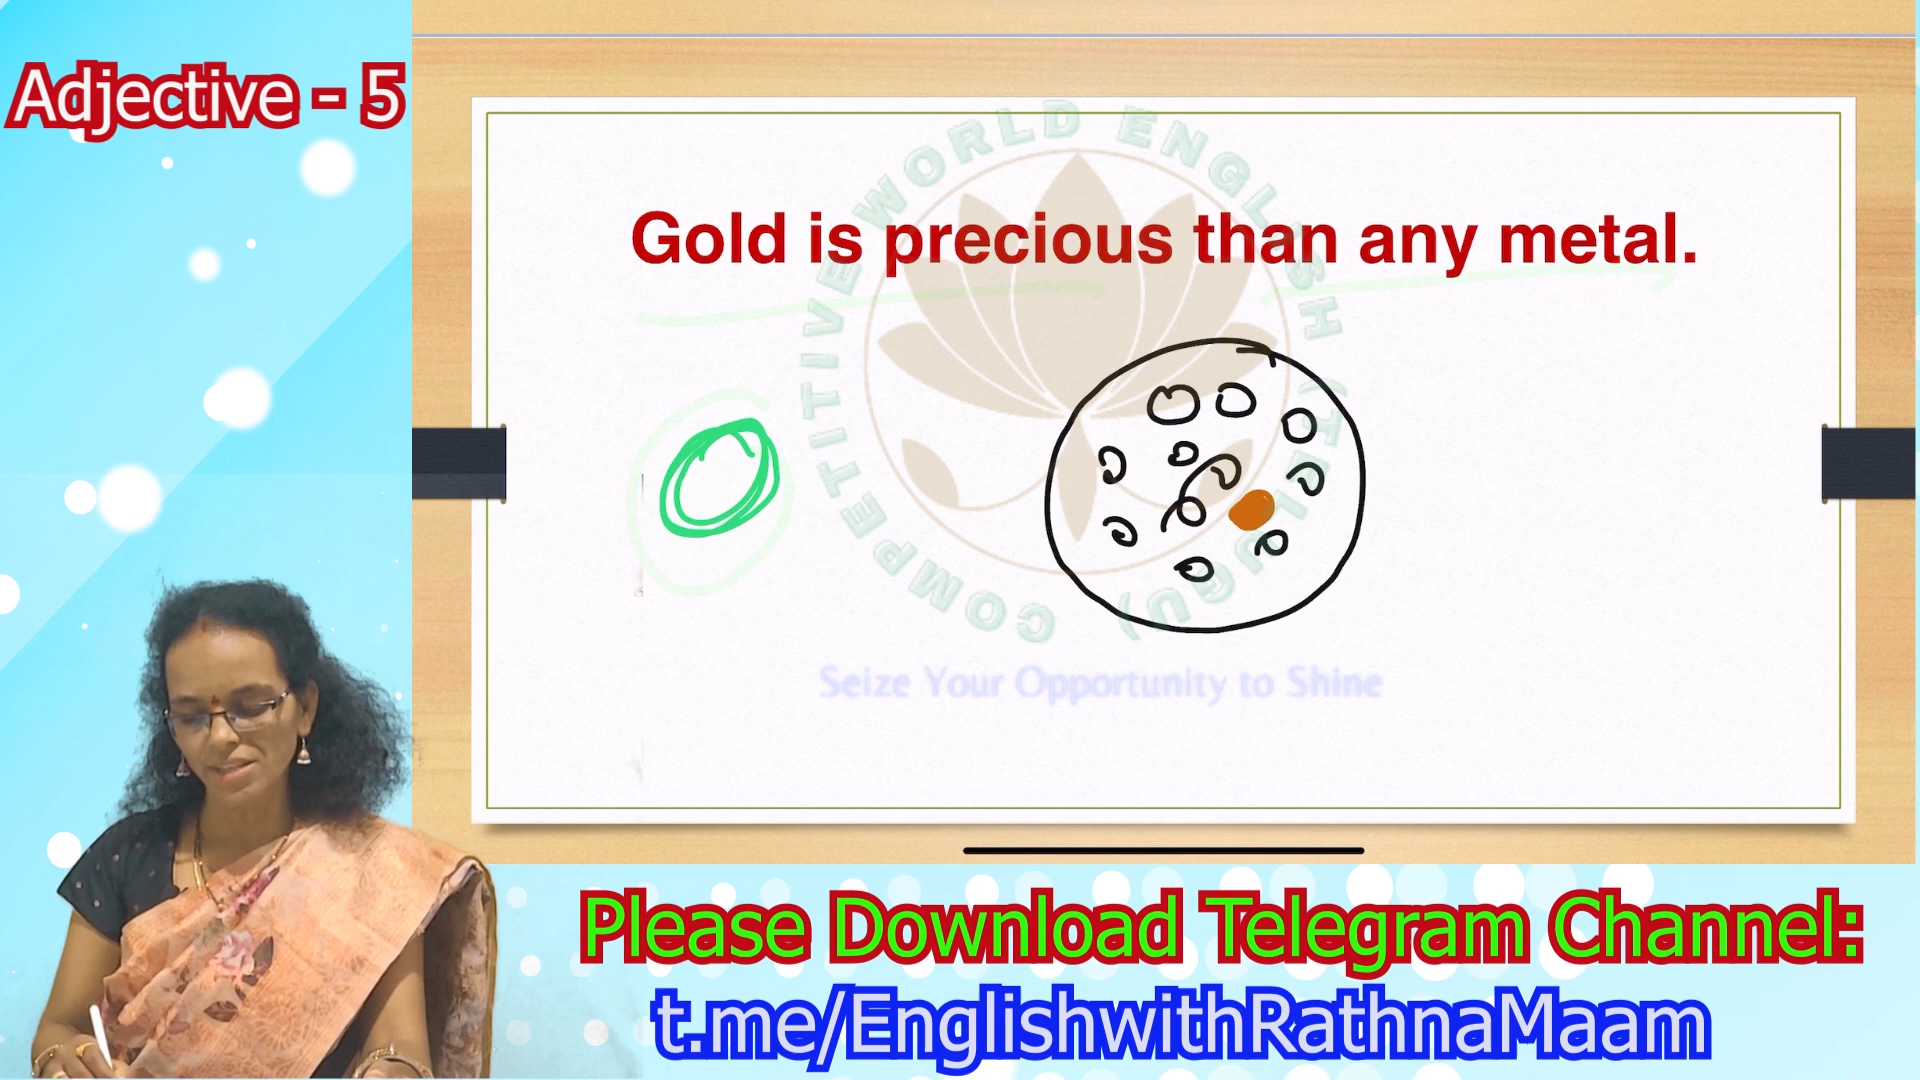 Adjective - 5
COMPETITIVE WORLD ENGLISH (TELUGU)
Gold is precious than any metal.
Seize Your Opportunity to Shine
Please Download Telegram Channel:
t.me/EnglishwithRathnaMaam